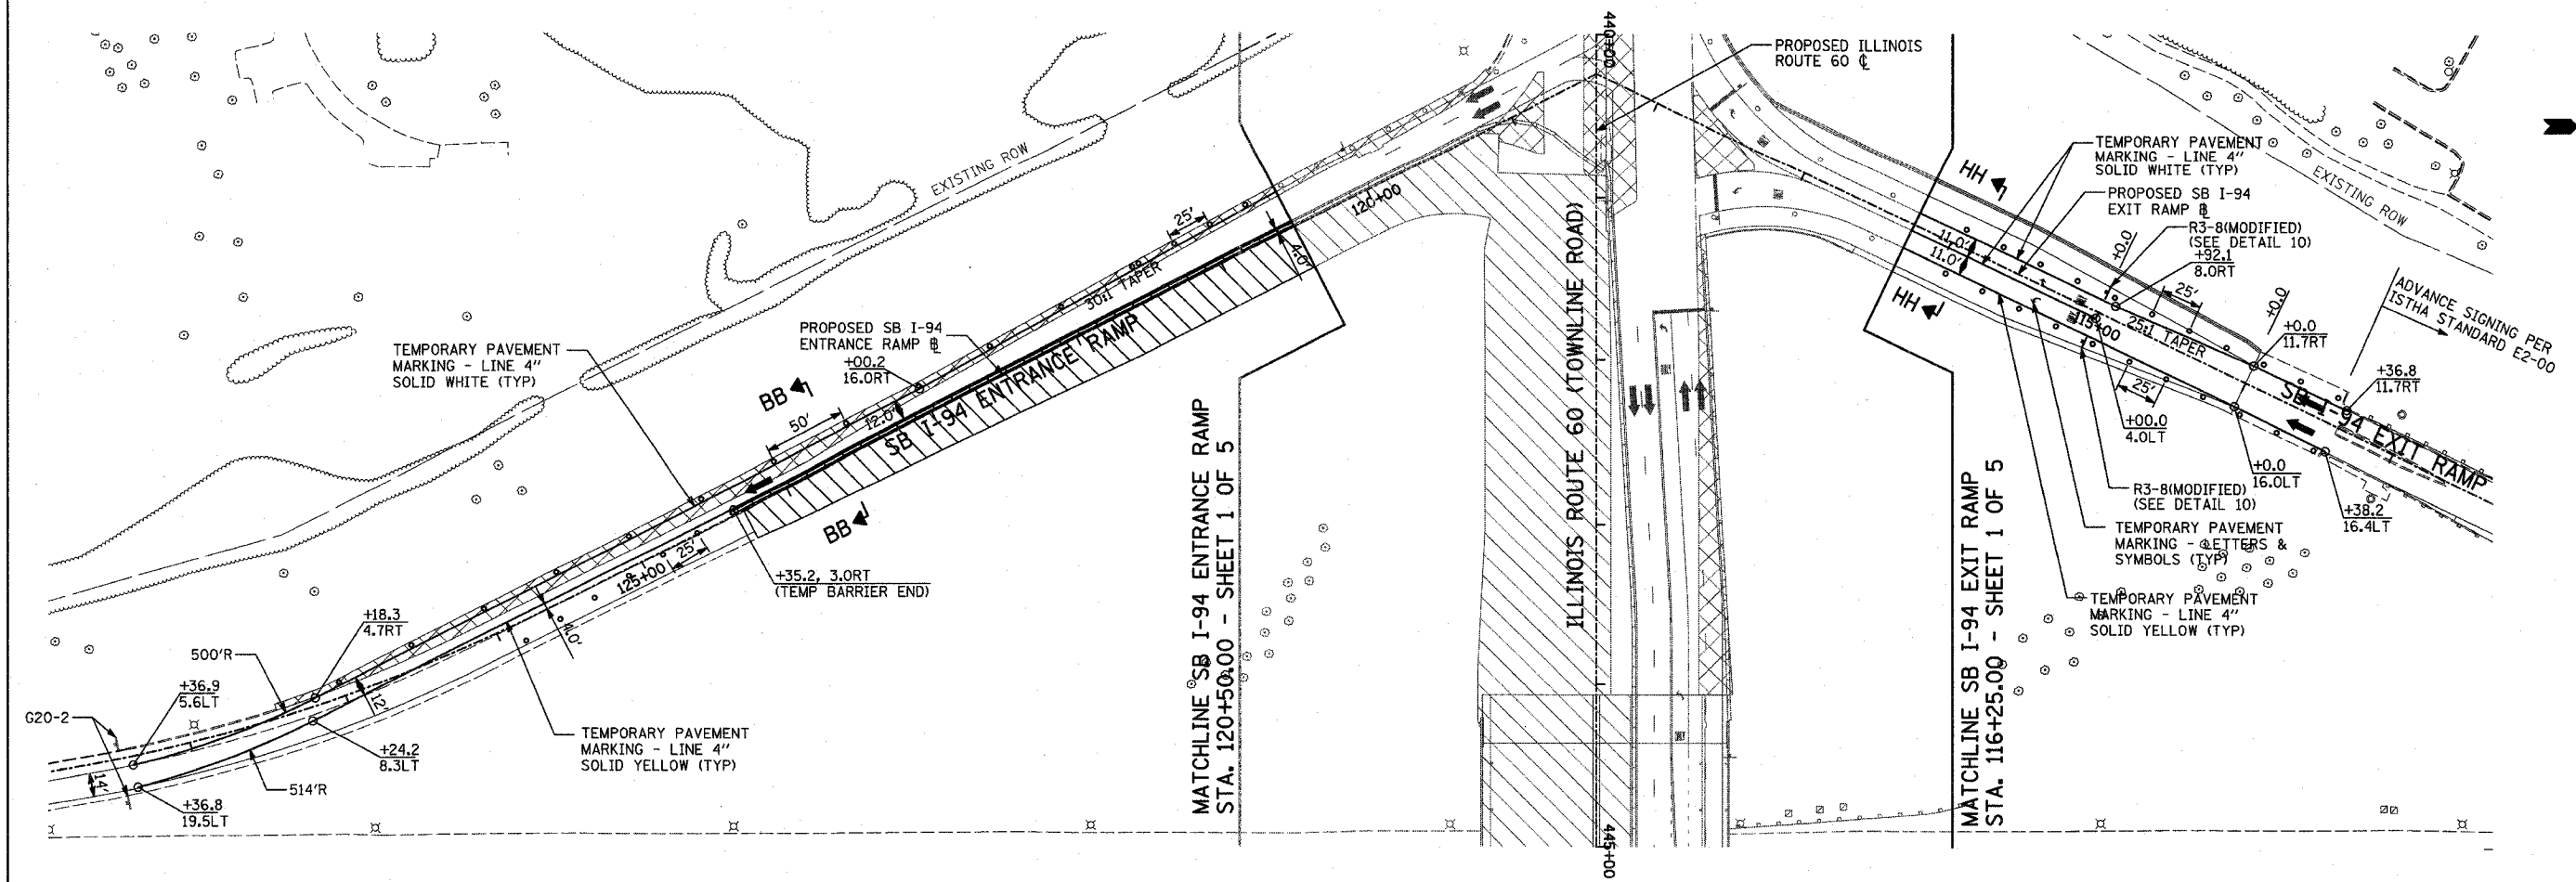 440+00
PROPOSED ILLINOIS
ROUTE 60 ℄
EXISTING ROW
120+00
25'
4.0'
30:1 TAPER
PROPOSED SB I-94
ENTRANCE RAMP ℄
+00.2
16.0RT
TEMPORARY PAVEMENT
MARKING - LINE 4"
SOLID WHITE (TYP)
BB
50'
12.0'
SB I-94 ENTRANCE RAMP
BB
25'
125+00
+35.2, 3.0RT
(TEMP BARRIER END)
4.0'
+18.3
4.7RT
500'R
+36.9
5.6LT
G20-2
12'
14'
+24.2
8.3LT
514'R
+36.8
19.5LT
TEMPORARY PAVEMENT
MARKING - LINE 4"
SOLID YELLOW (TYP)
MATCHLINE SB I-94 ENTRANCE RAMP
STA. 120+50.00 - SHEET 1 OF 5
ILLINOIS ROUTE 60 (TOWNLINE ROAD)
445+00
MATCHLINE SB I-94 EXIT RAMP
STA. 116+25.00 - SHEET 1 OF 5
TEMPORARY PAVEMENT
MARKING - LINE 4"
SOLID WHITE (TYP)
PROPOSED SB I-94
EXIT RAMP ℄
R3-8(MODIFIED)
(SEE DETAIL 10)
+92.1
8.0RT
HH
+0.0
11.0'
11.0'
HH
25'
115+00
25:1 TAPER
+0.0
+0.0
11.7RT
EXISTING ROW
ADVANCE SIGNING PER
ISTHA STANDARD E2-00
+36.8
11.7RT
SB I-94 EXIT RAMP
25'
+00.0
4.0LT
+0.0
16.0LT
+38.2
16.4LT
R3-8(MODIFIED)
(SEE DETAIL 10)
TEMPORARY PAVEMENT
MARKING - LETTERS &
SYMBOLS (TYP)
TEMPORARY PAVEMENT
MARKING - LINE 4"
SOLID YELLOW (TYP)